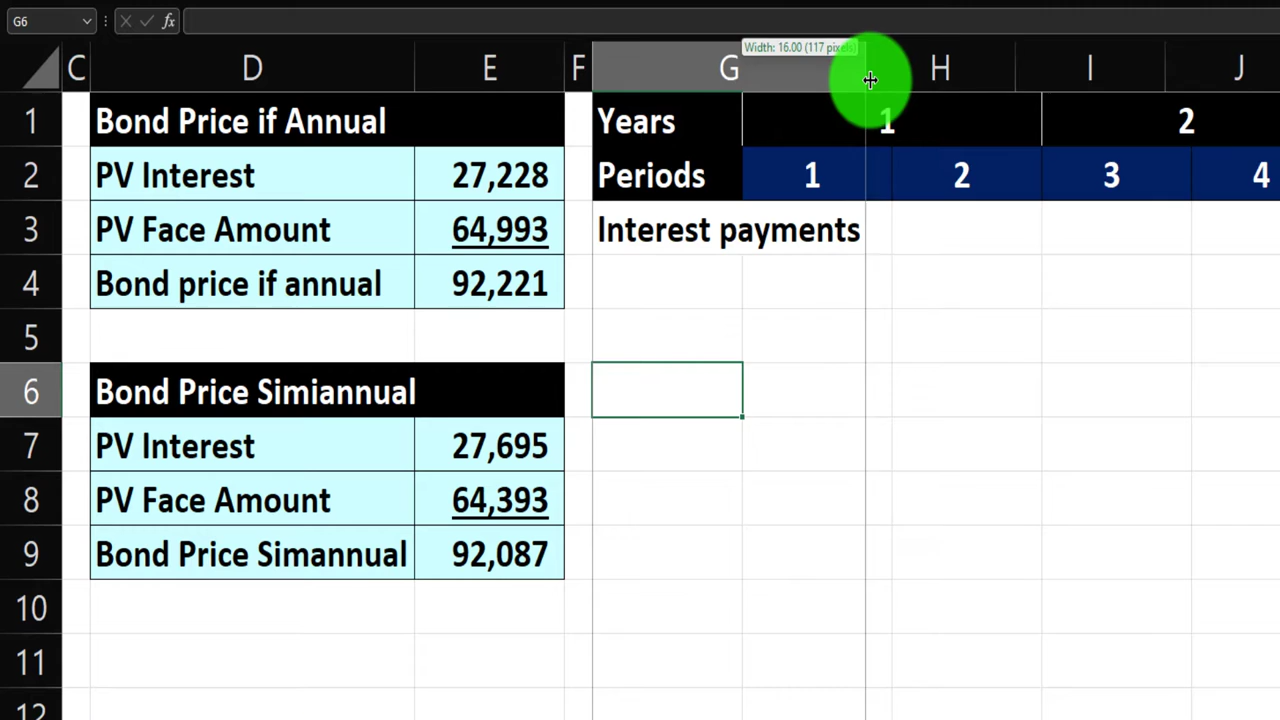 G6
fx
Width: 16.00 (117 pixels)
C D E F G H I J
1 Bond Price if Annual Years 1 2
2 PV Interest 27,228 Periods 1 2 3 4
3 PV Face Amount 64,993 Interest payments
4 Bond price if annual 92,221
5
6 Bond Price Simiannual
7 PV Interest 27,695
8 PV Face Amount 64,393
9 Bond Price Simannual 92,087
10
11
12